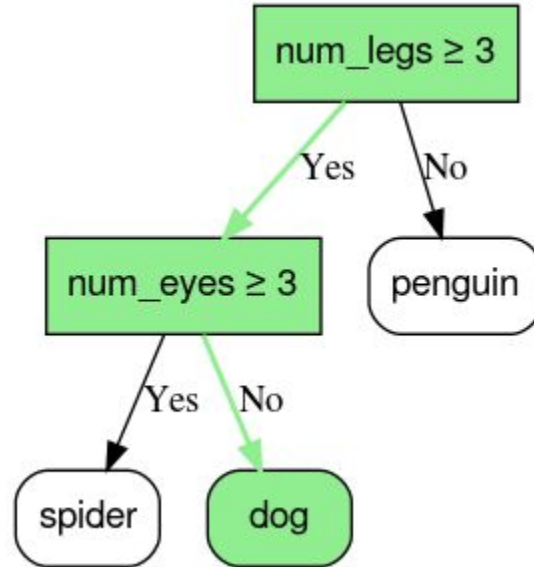 num_legs ≥ 3
Yes
No
num_eyes ≥ 3
penguin
Yes
No
spider
dog